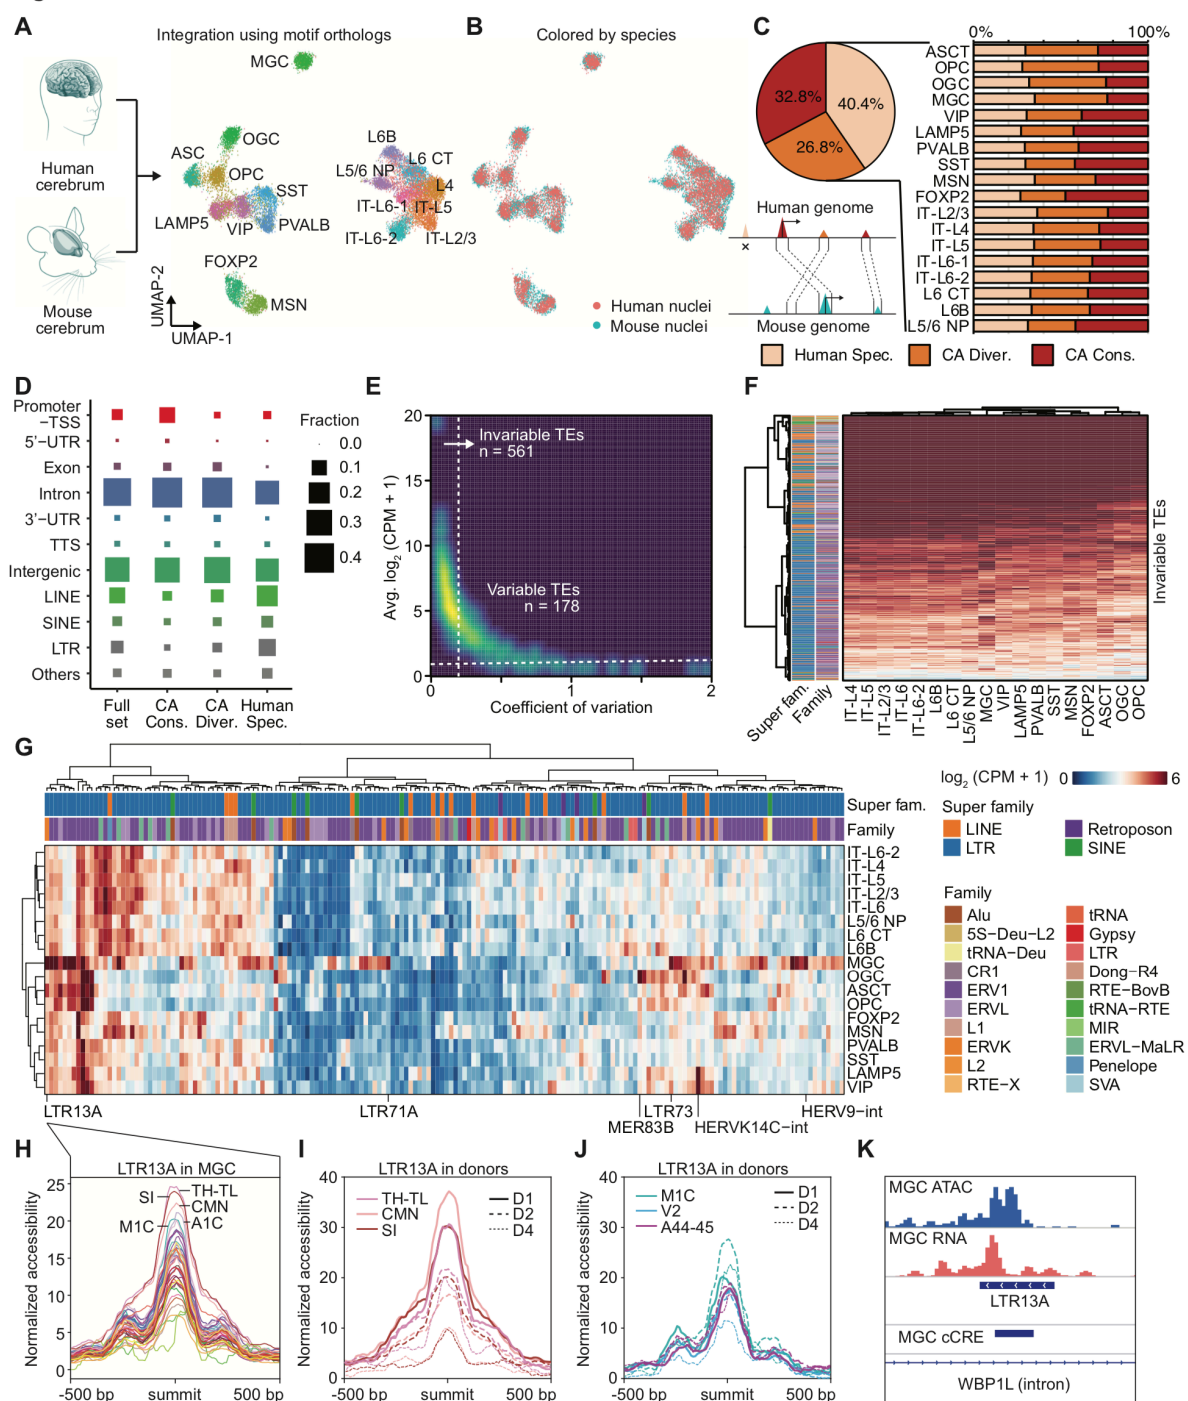 A
Integration using motif orthologs
Human
cerebrum
Mouse
cerebrum
MGC
OGC
ASC
OPC
SST
LAMP5
VIP
PVALB
FOXP2
MSN
L6B
L6 CT
L5/6 NP
L4
IT-L6-1
IT-L5
IT-L6-2
IT-L2/3
UMAP-2
UMAP-1
B
Colored by species
Human nuclei
Mouse nuclei
C
32.8%
40.4%
26.8%
Human genome
Mouse genome
0%
100%
ASCT
OPC
OGC
MGC
VIP
LAMP5
PVALB
SST
MSN
FOXP2
IT-L2/3
IT-L4
IT-L5
IT-L6-1
IT-L6-2
L6 CT
L6B
L5/6 NP
Human Spec.
CA Diver.
CA Cons.
D
Promoter
−TSS
5'−UTR
Exon
Intron
3'−UTR
TTS
Intergenic
LINE
SINE
LTR
Others
Full
set
CA
Cons.
CA
Diver.
Human
Spec.
Fraction
0.0
0.1
0.2
0.3
0.4
E
Avg. log2 (CPM + 1)
20
15
10
5
0
Invariable TEs
n = 561
Variable TEs
n = 178
0
1
2
Coefficient of variation
F
Invariable TEs
Super fam.
Family
IT-L4
IT-L5
IT-L2/3
IT-L6
IT-L6-2
L6B
L6 CT
L5/6 NP
MGC
VIP
LAMP5
PVALB
SST
MSN
FOXP2
ASCT
OGC
OPC
G
Super fam.
Family
IT-L6-2
IT-L4
IT-L5
IT-L2/3
IT-L6
L5/6 NP
L6 CT
L6B
MGC
OGC
ASCT
OPC
FOXP2
MSN
PVALB
SST
LAMP5
VIP
LTR13A
LTR71A
LTR73
HERV9−int
MER83B
HERVK14C−int
log2 (CPM + 1)
0
6
Super family
LINE
LTR
Retroposon
SINE
Family
Alu
5S−Deu−L2
tRNA−Deu
CR1
ERV1
ERVL
L1
ERVK
L2
RTE−X
tRNA
Gypsy
LTR
Dong−R4
RTE−BovB
tRNA−RTE
MIR
ERVL−MaLR
Penelope
SVA
H
LTR13A in MGC
Normalized accessibility
25
20
15
10
5
0
SI
TH-TL
CMN
M1C
A1C
-500 bp
summit
500 bp
I
LTR13A in donors
Normalized accessibility
40
30
20
10
0
TH-TL
CMN
SI
D1
D2
D4
-500 bp
summit
500 bp
J
LTR13A in donors
Normalized accessibility
40
30
20
10
0
M1C
V2
A44-45
D1
D2
D4
-500 bp
summit
500 bp
K
MGC ATAC
MGC RNA
LTR13A
MGC cCRE
WBP1L (intron)